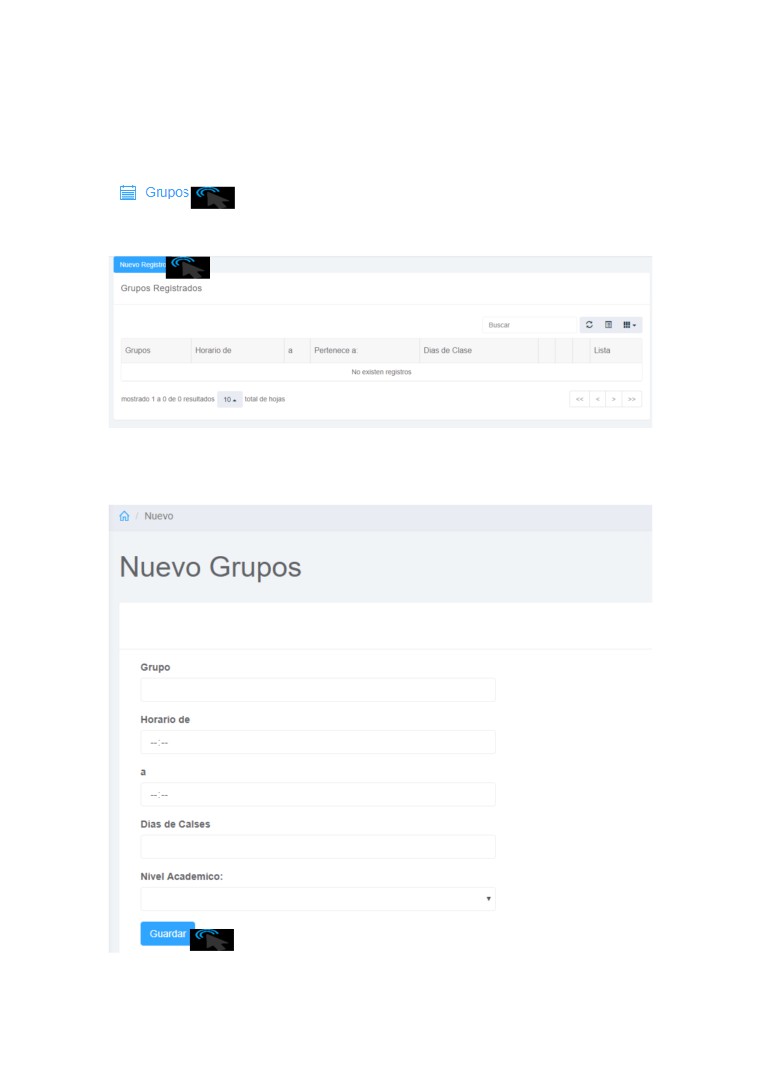 Grupos
Nuevo Registro
Grupos Registrados
Buscar
Grupos Horario de a Pertenece a: Dias de Clase Lista
No existen registros
mostrado 1 a 0 de 0 resultados 10 total de hojas << < > >>
/ Nuevo
Nuevo Grupos
Grupo
Horario de
--:--
a
--:--
Dias de Calses
Nivel Academico:
Guardar